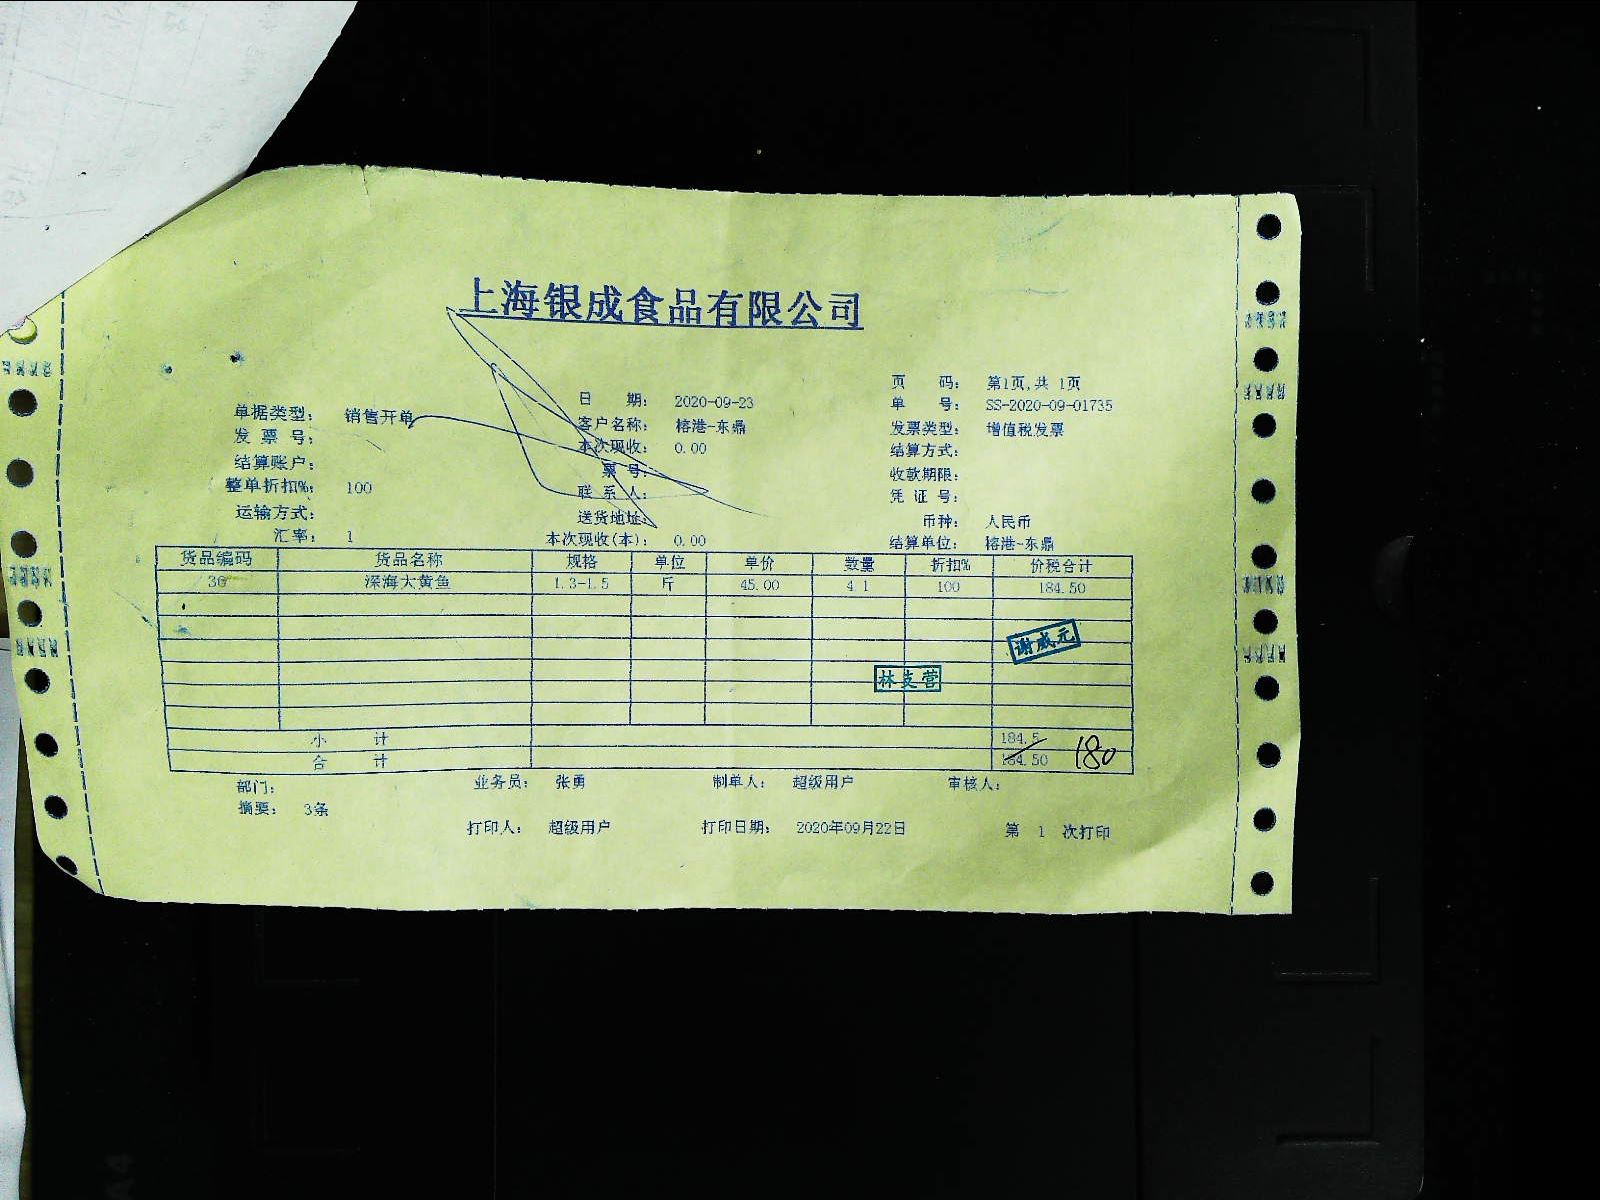 上海银成食品有限公司
页 码： 第1页,共 1页
日 期： 2020-09-23 单 号： SS-2020-09-01735
单据类型： 销售开单 客户名称： 榕港-东鼎 发票类型： 增值税发票
发 票 号： 本次现收： 0.00 结算方式：
结算账户： 票 号： 收款期限：
整单折扣%： 100 联 系 人： 凭 证 号：
运输方式： 送货地址： 币种： 人民币
汇率： 1 本次现收(本)： 0.00 结算单位： 榕港-东鼎
货品编码 货品名称 规格 单位 单价 数量 折扣% 价税合计
36 深海大黄鱼 1.3-1.5 斤 45.00 4.1 100 184.50
谢威元
林支营
小 计 184.5
合 计 184.50 180
部门： 业务员： 张勇 制单人： 超级用户 审核人：
摘要： 3条
打印人： 超级用户 打印日期： 2020年09月22日 第 1 次打印